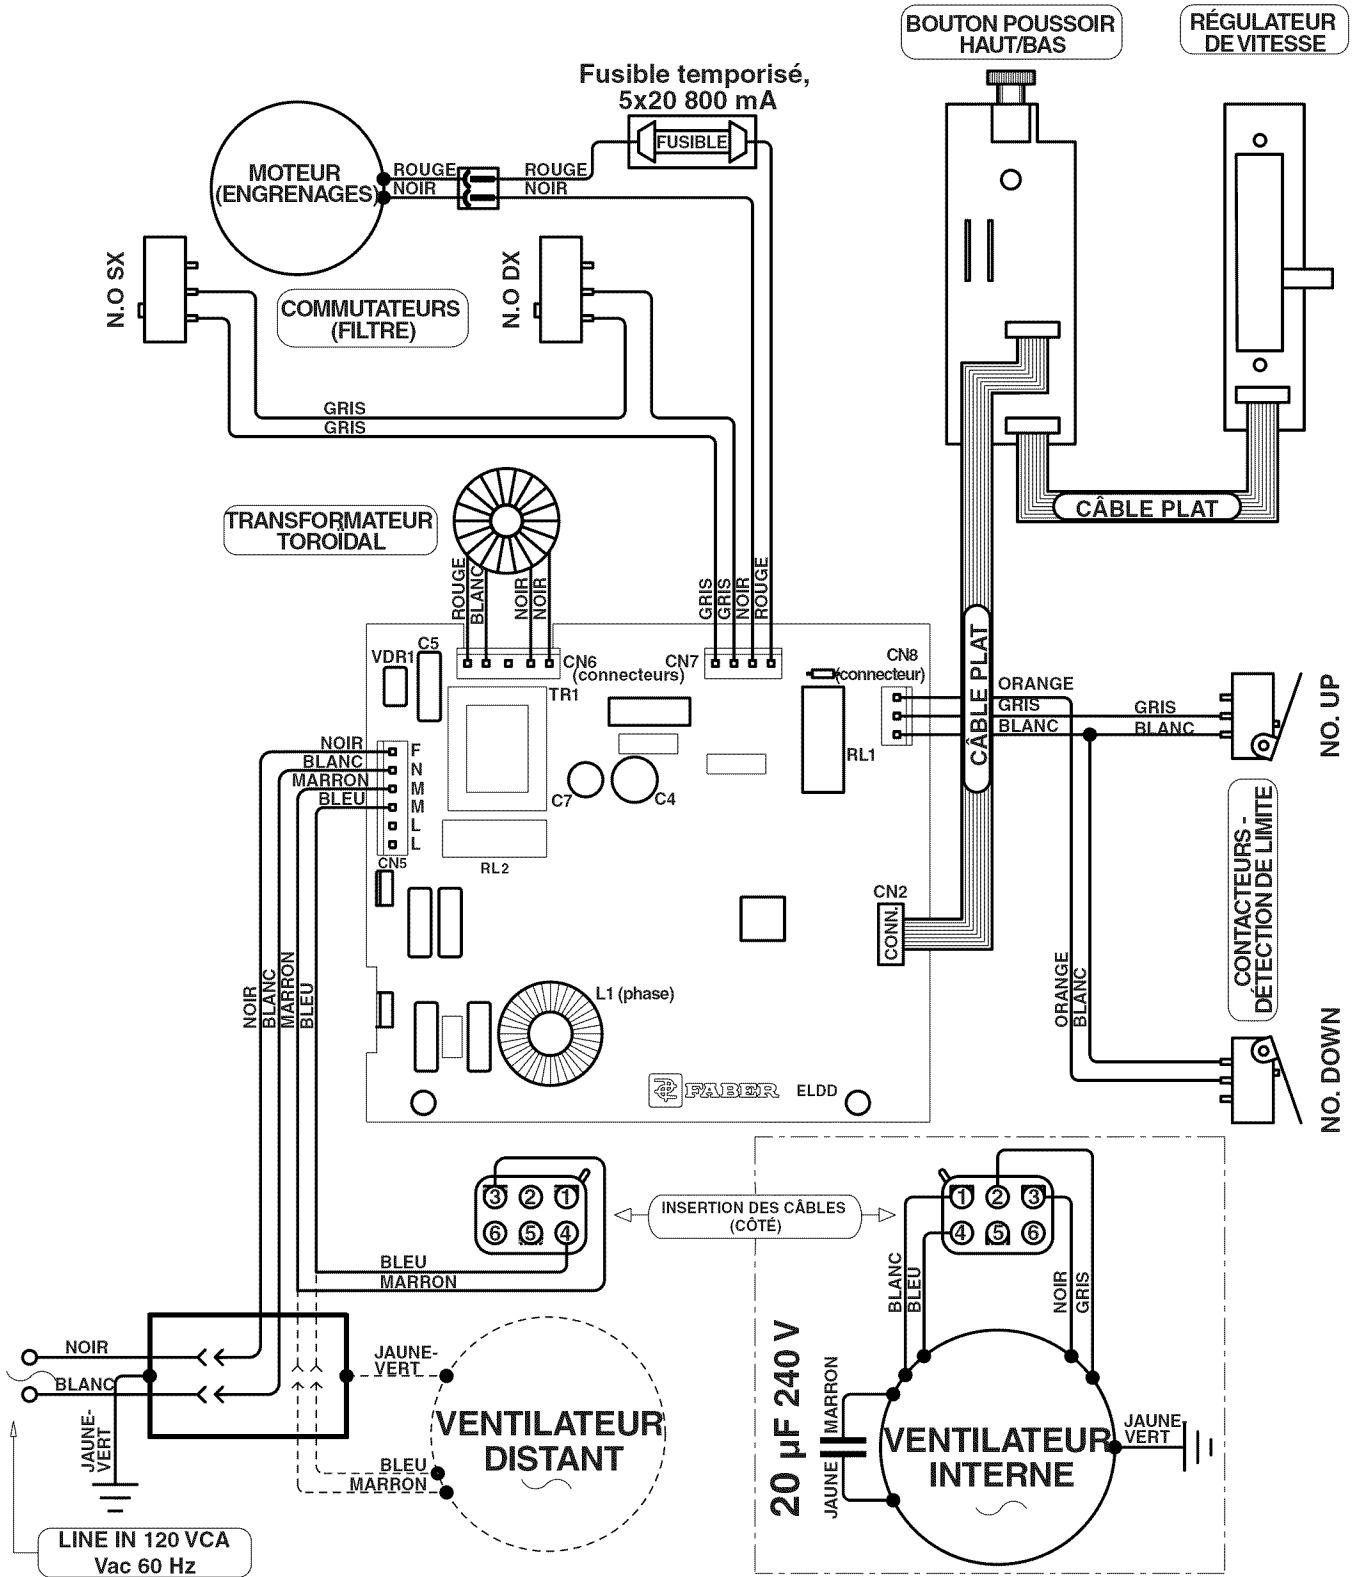 BOUTON POUSSOIR
HAUT/BAS
RÉGULATEUR
DE VITESSE
Fusible temporisé,
5x20 800 mA
FUSIBLE
MOTEUR
(ENGRENAGES)
ROUGE
NOIR
ROUGE
NOIR
N.O SX
COMMUTATEURS
(FILTRE)
N.O DX
GRIS
GRIS
CÂBLE PLAT
TRANSFORMATEUR
TOROÏDAL
ROUGE
BLANC
NOIR
NOIR
GRIS
GRIS
NOIR
ROUGE
VDR1
C5
CN6
(connecteurs)
CN7
CN8
(connecteur)
TR1
CÂBLE PLAT
ORANGE
GRIS
BLANC
GRIS
BLANC
NO. UP
NOIR
BLANC
MARRON
BLEU
F
N
M
M
L
L
CN5
C7
C4
RL1
RL2
CN2
CONN.
CONTACTEURS -
DÉTECTION DE LIMITE
NOIR
BLANC
MARRON
BLEU
L1 (phase)
ORANGE
BLANC
FABER
ELDD
NO. DOWN
3 2 1
6 5 4
INSERTION DES CÂBLES
(CÔTÉ)
1 2 3
4 5 6
BLEU
MARRON
BLANC
BLEU
NOIR
GRIS
NOIR
BLANC
JAUNE-
VERT
JAUNE-
VERT
VENTILATEUR
DISTANT
BLEU
MARRON
20 µF 240 V
MARRON
JAUNE
VENTILATEUR
INTERNE
JAUNE
VERT
LINE IN 120 VCA
Vac 60 Hz